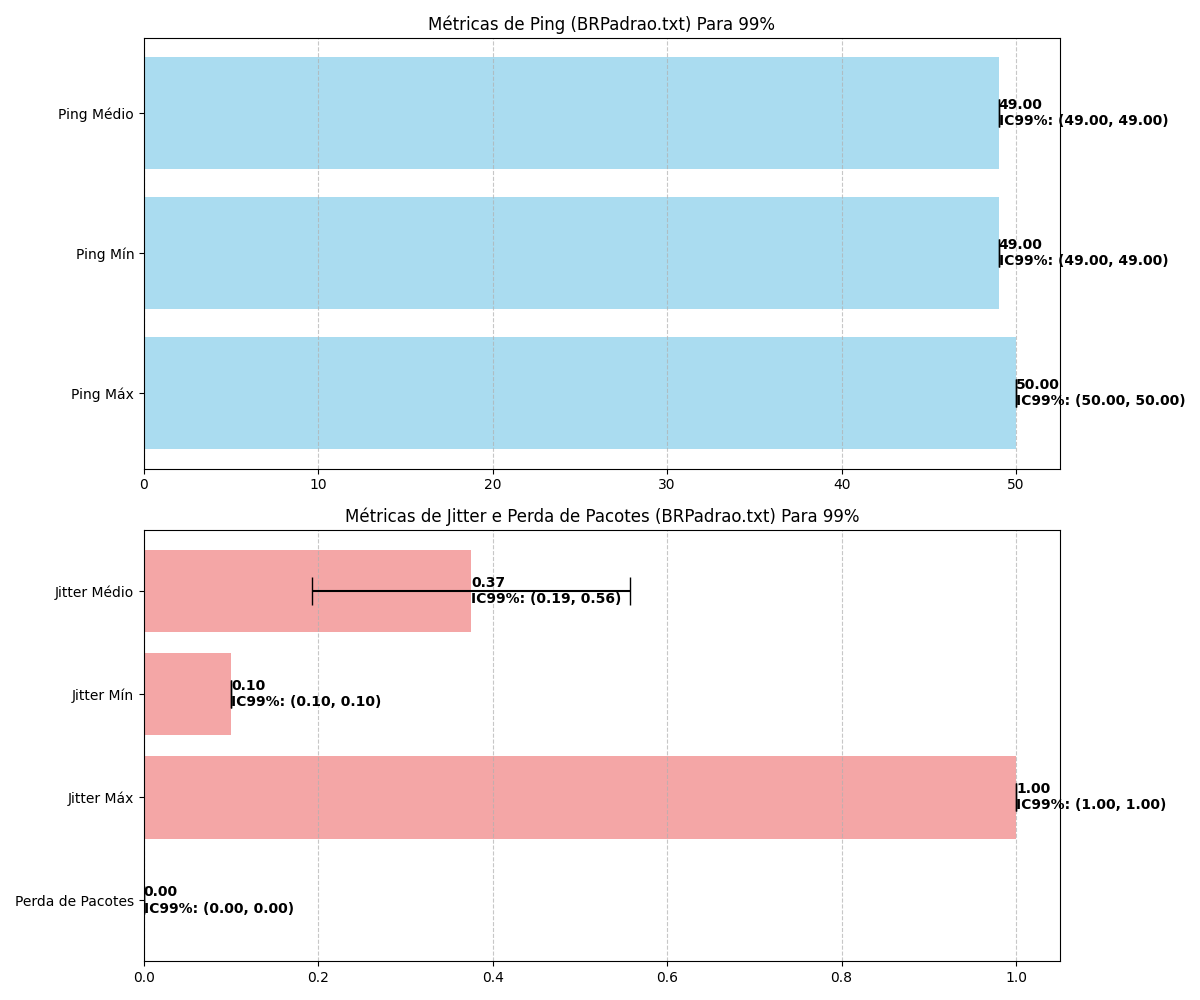 Métricas de Ping (BRPadrao.txt) Para 99%
Ping Médio
49.00
IC99%: (49.00, 49.00)
Ping Mín
49.00
IC99%: (49.00, 49.00)
Ping Máx
50.00
IC99%: (50.00, 50.00)
0 10 20 30 40 50
Métricas de Jitter e Perda de Pacotes (BRPadrao.txt) Para 99%
Jitter Médio
0.37
IC99%: (0.19, 0.56)
Jitter Mín
0.10
IC99%: (0.10, 0.10)
Jitter Máx
1.00
IC99%: (1.00, 1.00)
Perda de Pacotes
0.00
IC99%: (0.00, 0.00)
0.0 0.2 0.4 0.6 0.8 1.0